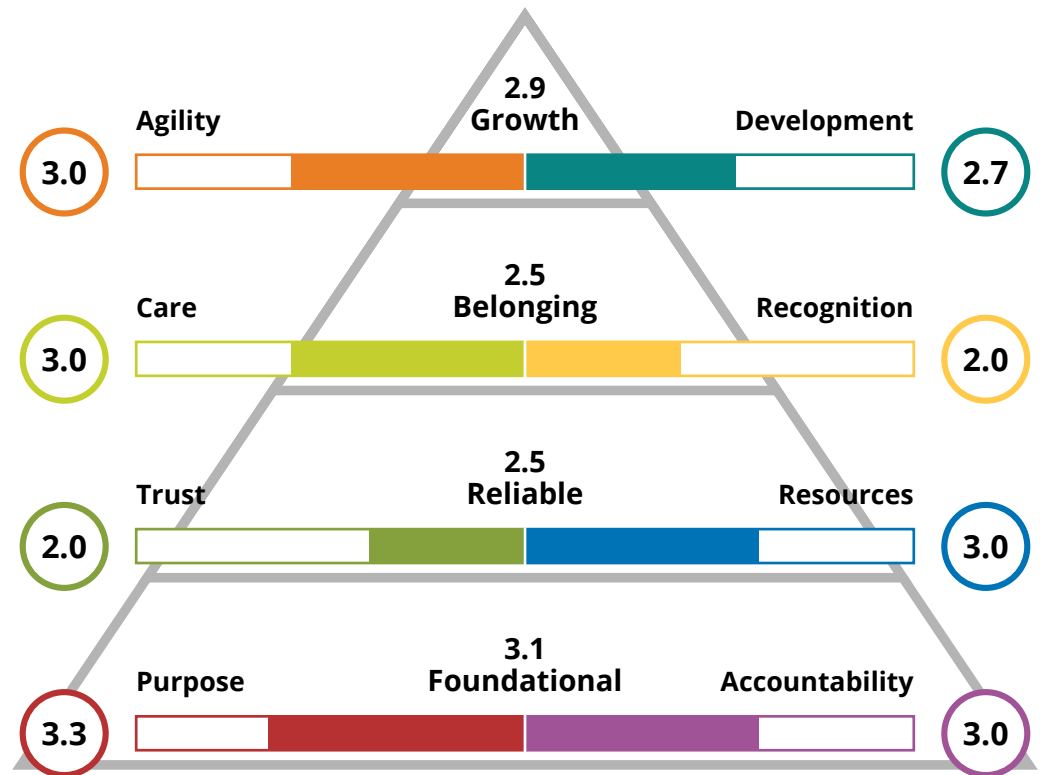 2.9
Growth
Agility
Development
3.0
2.7
2.5
Belonging
Care
Recognition
3.0
2.0
2.5
Reliable
Trust
Resources
2.0
3.0
3.1
Foundational
Purpose
Accountability
3.3
3.0